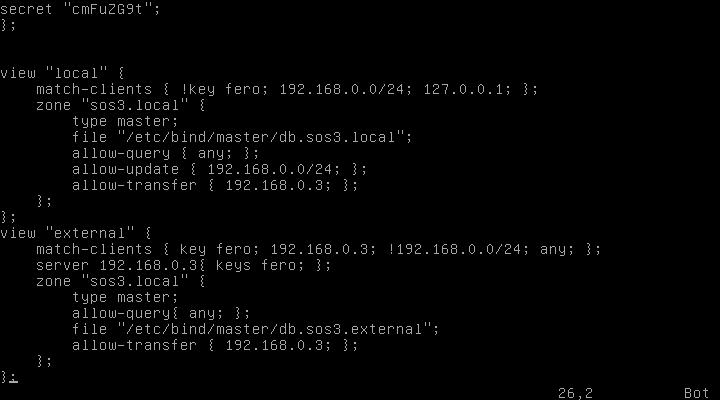 secret "cmFuZG9t";
};
view "local" {
    match-clients { !key fero; 192.168.0.0/24; 127.0.0.1; };
    zone "sos3.local" {
        type master;
        file "/etc/bind/master/db.sos3.local";
        allow-query { any; };
        allow-update { 192.168.0.0/24; };
        allow-transfer { 192.168.0.3; };
    };
};
view "external" {
    match-clients { key fero; 192.168.0.3; !192.168.0.0/24; any; };
    server 192.168.0.3{ keys fero; };
    zone "sos3.local" {
        type master;
        allow-query{ any; };
        file "/etc/bind/master/db.sos3.external";
        allow-transfer { 192.168.0.3; };
    };
};
26,2 Bot